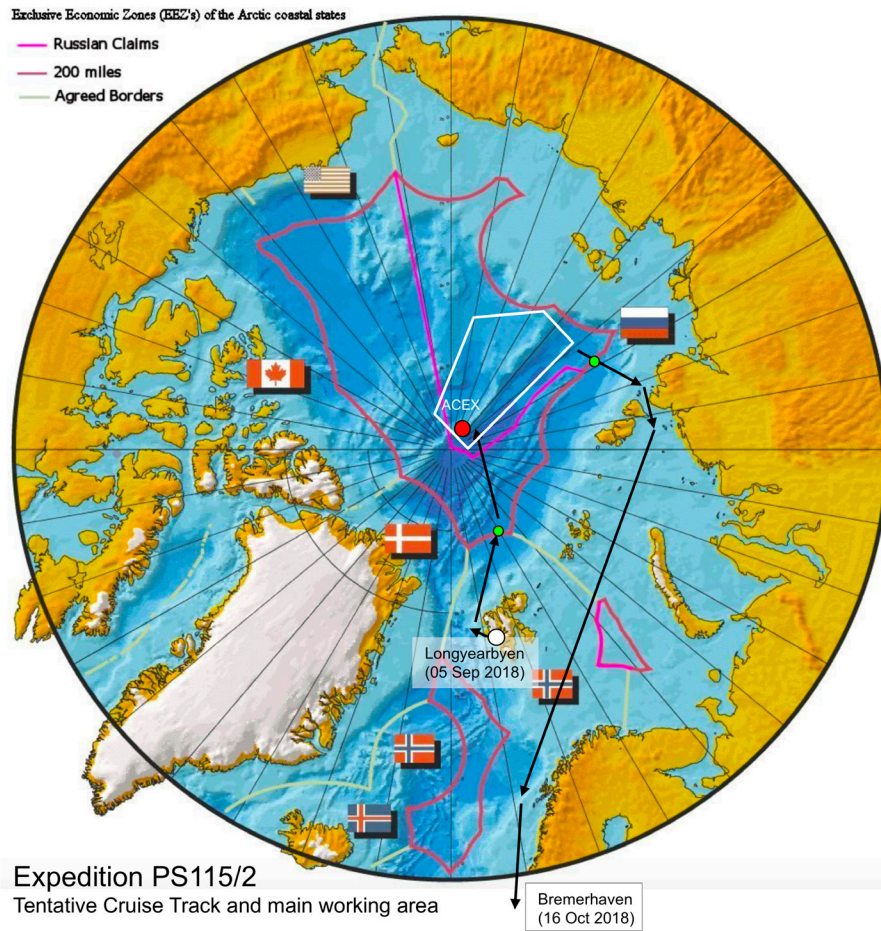 Exclusive Economic Zones (EEZ's) of the Arctic coastal states
Russian Claims
200 miles
Agreed Borders
ACEX
Longyearbyen
(05 Sep 2018)
Expedition PS115/2
Tentative Cruise Track and main working area
Bremerhaven
(16 Oct 2018)